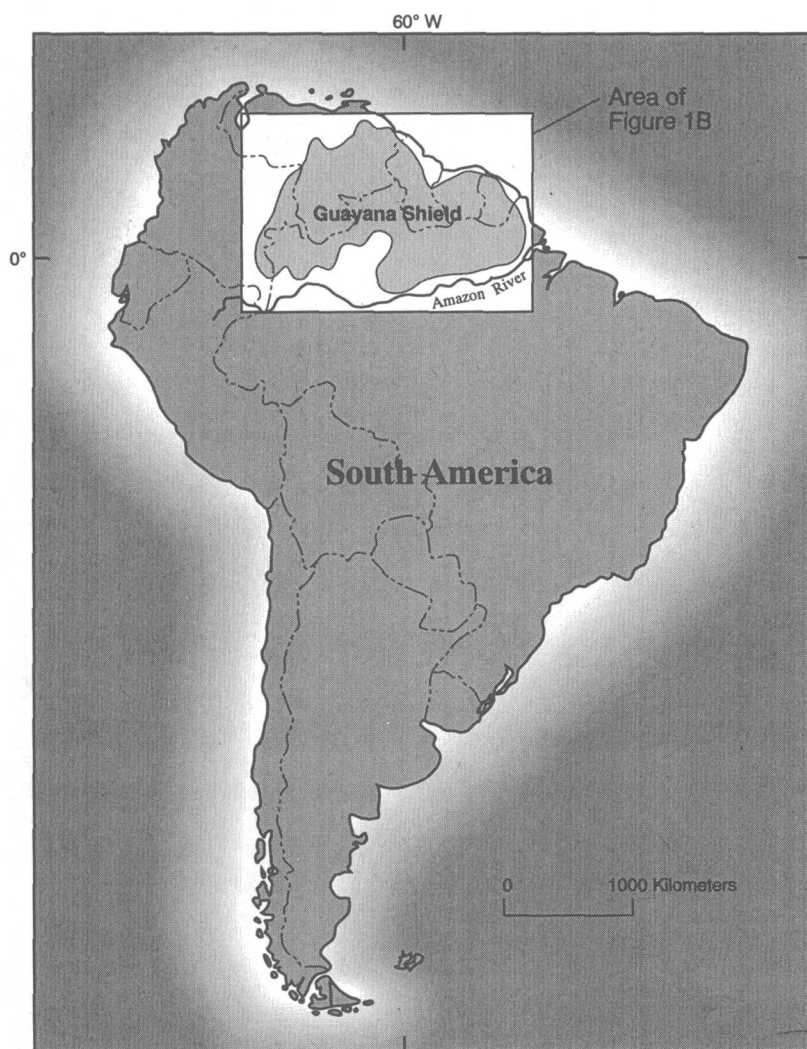 60° W
Area of
Figure 1B
Guayana Shield
0°
Amazon River
South America
0 1000 Kilometers